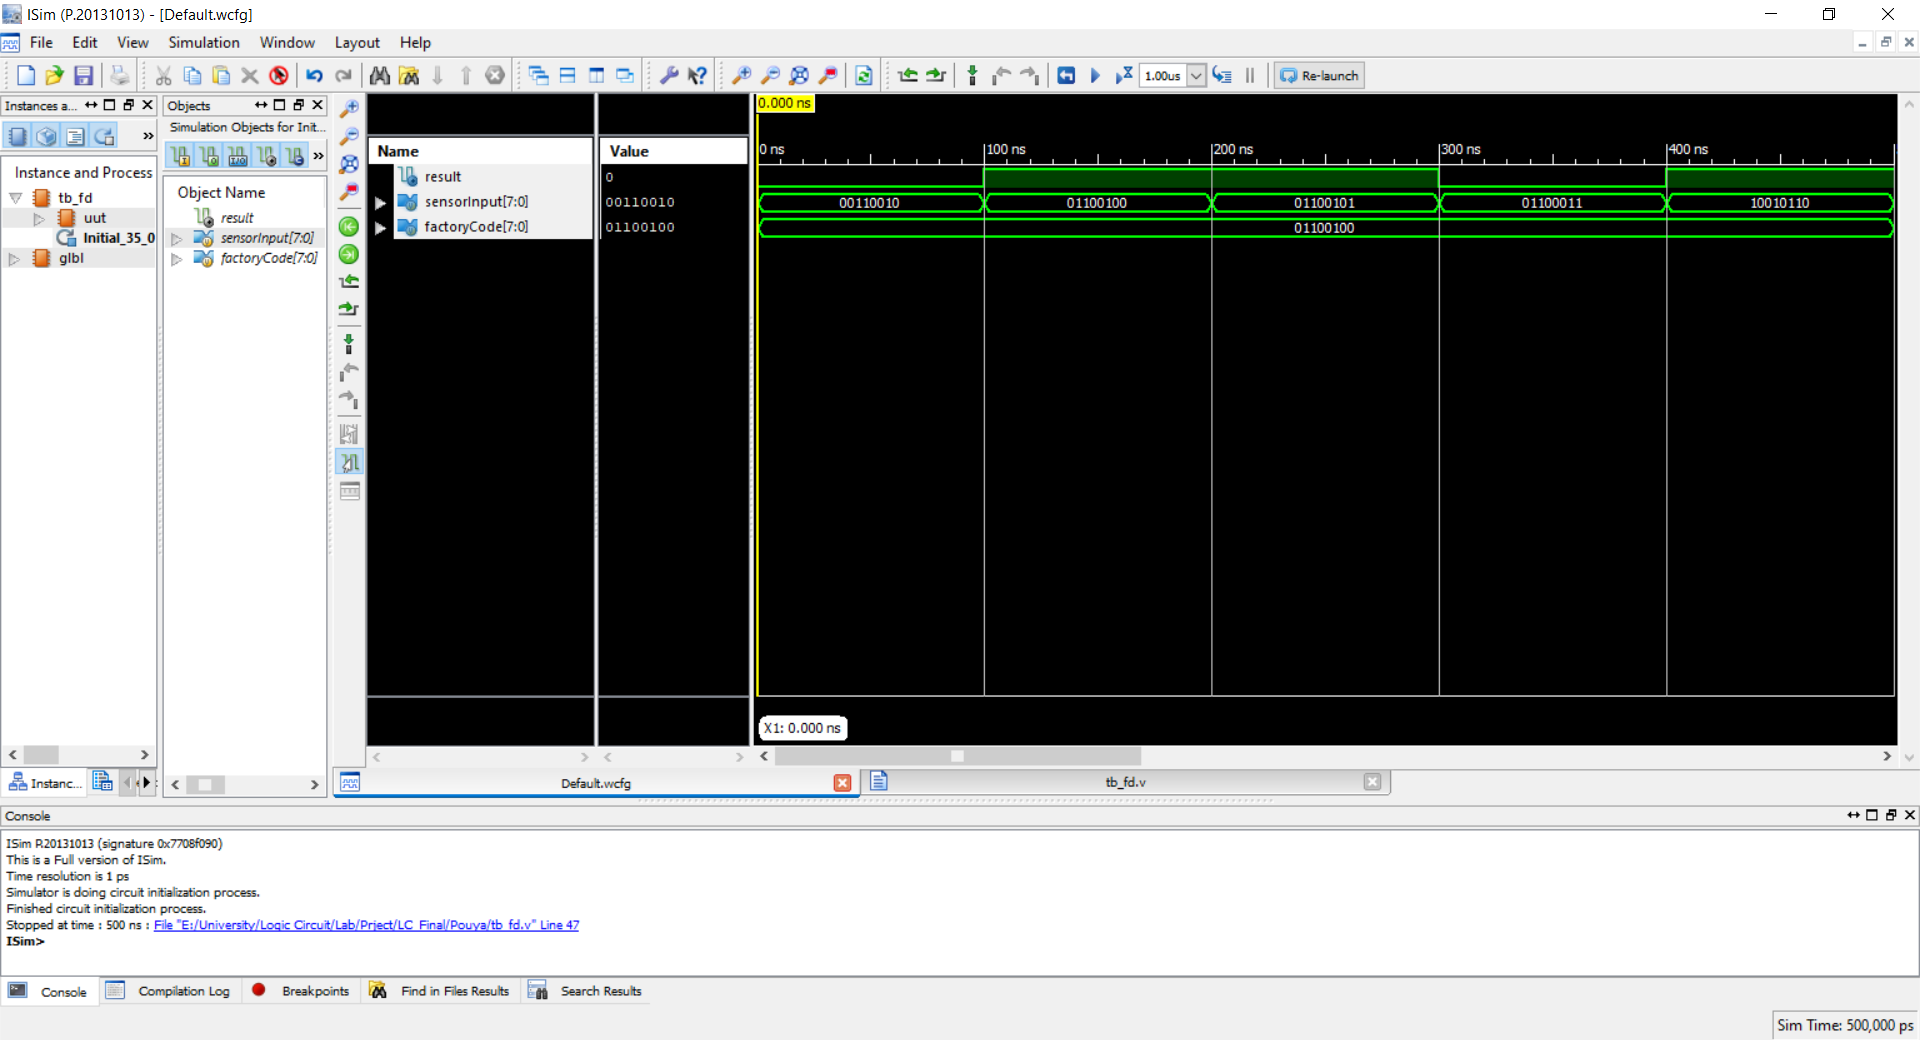 ISim (P.20131013) - [Default.wcfg]
File Edit View Simulation Window Layout Help
1.00us Re-launch
Instances a...
Instance and Process
tb_fd
uut
Initial_35_0
glbl
Instanc...
Objects
Simulation Objects for Init...
Object Name
result
sensorInput[7:0]
factoryCode[7:0]
Name Value
result 0
sensorInput[7:0] 00110010
factoryCode[7:0] 01100100
0.000 ns
0 ns 100 ns 200 ns 300 ns 400 ns
00110010 01100100 01100101 01100011 10010110
01100100
X1: 0.000 ns
Default.wcfg tb_fd.v
Console
ISim P.20131013 (signature 0x7708f090)
This is a Full version of ISim.
Time resolution is 1 ps
Simulator is doing circuit initialization process.
Finished circuit initialization process.
Stopped at time : 500 ns : File "E:/University/Logic Circuit/Lab/Prject/LC_Final/Pouya/tb_fd.v" Line 47
ISim>
Console Compilation Log Breakpoints Find in Files Results Search Results
Sim Time: 500,000 ps